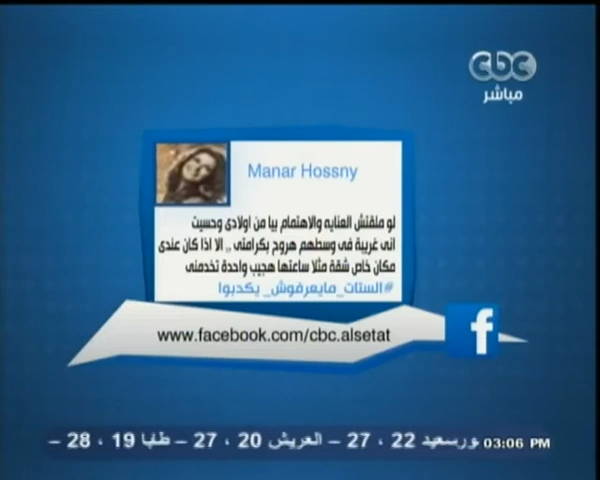 cbc
مباشر
Manar Hossny
لو ملقتش العنايه والاهتمام بيا من اولادى وحسيت
انى غريبة فى وسطهم هروح بكرامتى .. الا اذا كان عندى
مكان خاص شقة مثلا ساعتها هجيب واحدة تخدمنى
#الستات_مايعرفوش_يكدبوا
www.facebook.com/cbc.alsetat
f
ورسعيد 22 ، 27 – العريش 20 ، 27 – طابا 19 ، 28 –
03:06 PM